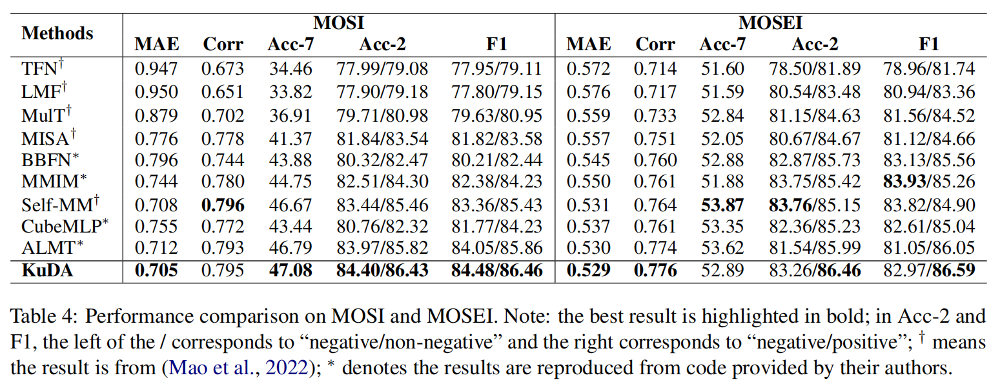 Methods MOSI MOSEI
MAE Corr Acc-7 Acc-2 F1 MAE Corr Acc-7 Acc-2 F1
TFN† 0.947 0.673 34.46 77.99/79.08 77.95/79.11 0.572 0.714 51.60 78.50/81.89 78.96/81.74
LMF† 0.950 0.651 33.82 77.90/79.18 77.80/79.15 0.576 0.717 51.59 80.54/83.48 80.94/83.36
MulT† 0.879 0.702 36.91 79.71/80.98 79.63/80.95 0.559 0.733 52.84 81.15/84.63 81.56/84.52
MISA† 0.776 0.778 41.37 81.84/83.54 81.82/83.58 0.557 0.751 52.05 80.67/84.67 81.12/84.66
BBFN* 0.796 0.744 43.88 80.32/82.47 80.21/82.44 0.545 0.760 52.88 82.87/85.73 83.13/85.56
MMIM* 0.744 0.780 44.75 82.51/84.30 82.38/84.23 0.550 0.761 51.88 83.75/85.42 83.93/85.26
Self-MM† 0.708 0.796 46.67 83.44/85.46 83.36/85.43 0.531 0.764 53.87 83.76/85.15 83.82/84.90
CubeMLP* 0.755 0.772 43.44 80.76/82.32 81.77/84.23 0.537 0.761 53.35 82.36/85.23 82.61/85.04
ALMT* 0.712 0.793 46.79 83.97/85.82 84.05/85.86 0.530 0.774 53.62 81.54/85.99 81.05/86.05
KuDA 0.705 0.795 47.08 84.40/86.43 84.48/86.46 0.529 0.776 52.89 83.26/86.46 82.97/86.59
Table 4: Performance comparison on MOSI and MOSEI. Note: the best result is highlighted in bold; in Acc-2 and
F1, the left of the / corresponds to “negative/non-negative” and the right corresponds to “negative/positive”; † means
the result is from (Mao et al., 2022); * denotes the results are reproduced from code provided by their authors.